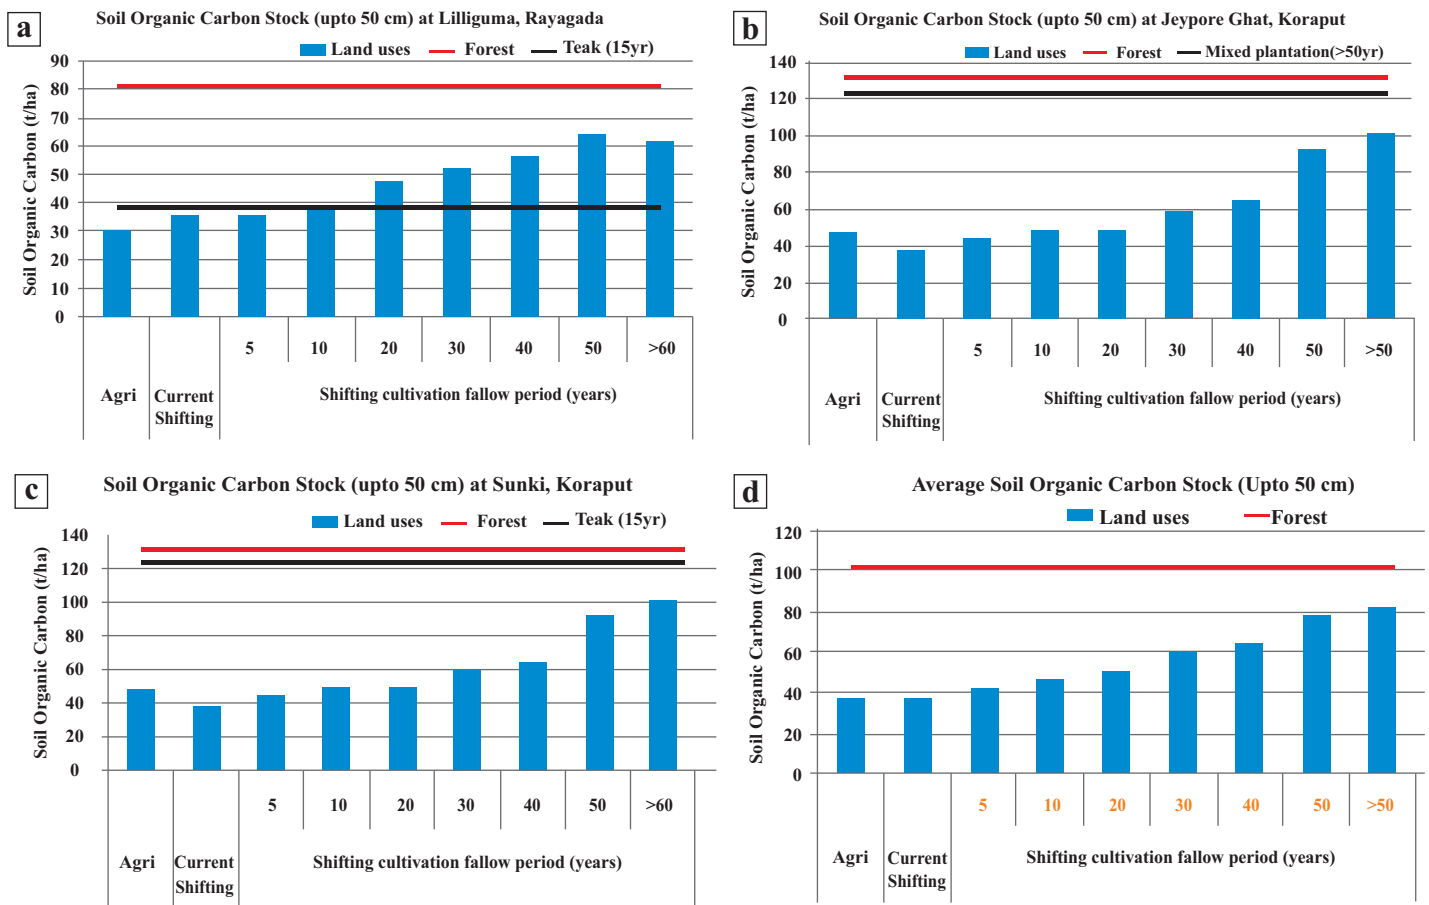 a
Soil Organic Carbon Stock (upto 50 cm) at Lilliguma, Rayagada
Land uses Forest Teak (15yr)
Soil Organic Carbon (t/ha)
90
80
70
60
50
40
30
20
10
0
5 10 20 30 40 50 >60
Agri Current Shifting Shifting cultivation fallow period (years)
b
Soil Organic Carbon Stock (upto 50 cm) at Jeypore Ghat, Koraput
Land uses Forest Mixed plantation(>50yr)
Soil Organic Carbon (t/ha)
140
120
100
80
60
40
20
0
5 10 20 30 40 50 >50
Agri Current Shifting Shifting cultivation fallow period (years)
c
Soil Organic Carbon Stock (upto 50 cm) at Sunki, Koraput
Land uses Forest Teak (15yr)
Soil Organic Carbon (t/ha)
140
120
100
80
60
40
20
0
5 10 20 30 40 50 >60
Agri Current Shifting Shifting cultivation fallow period (years)
d
Average Soil Organic Carbon Stock (Upto 50 cm)
Land uses Forest
Soil Organic Carbon (t/ha)
120
100
80
60
40
20
0
5 10 20 30 40 50 >50
Agri Current Shifting Shifting cultivation fallow period (years)